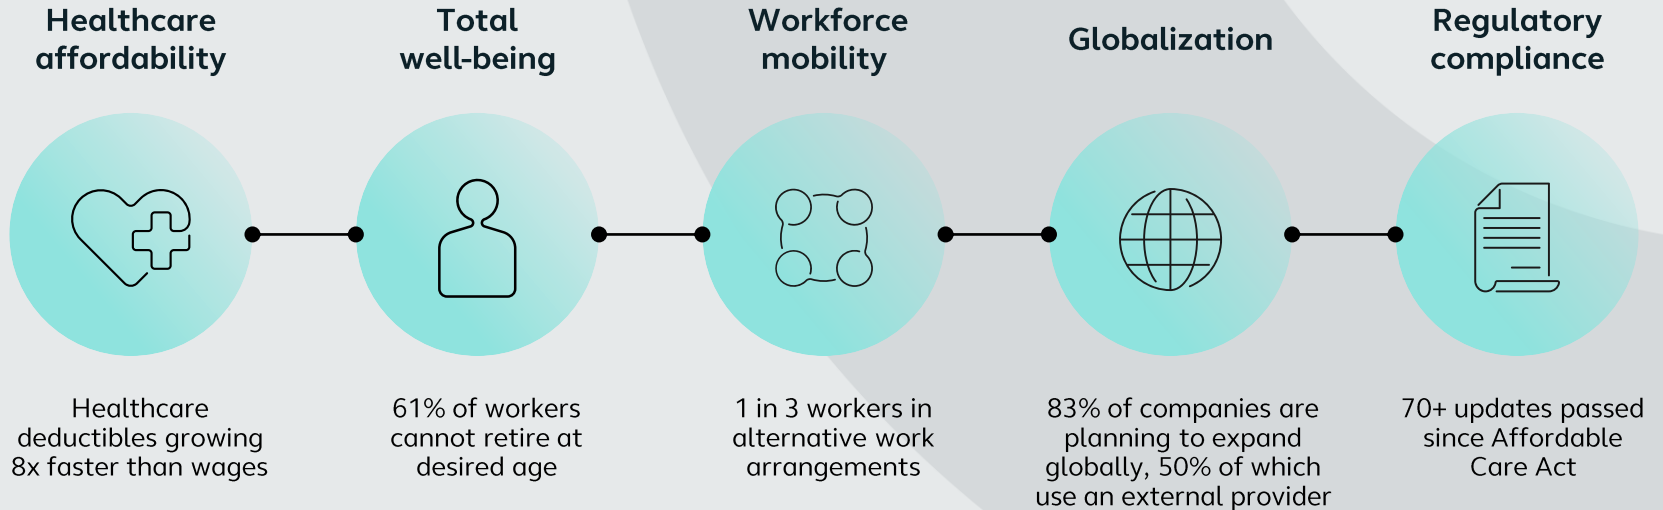 Healthcare
affordability
Total
well-being
Workforce
mobility
Globalization
Regulatory
compliance
Healthcare
deductibles growing
8x faster than wages
61% of workers
cannot retire at
desired age
1 in 3 workers in
alternative work
arrangements
83% of companies are
planning to expand
globally, 50% of which
use an external provider
70+ updates passed
since Affordable
Care Act